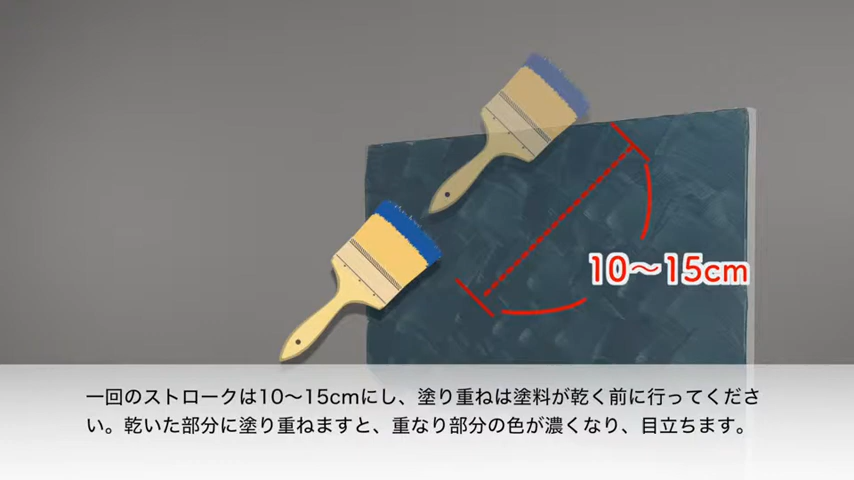 10〜15cm
一回のストロークは10〜15cmにし、塗り重ねは塗料が乾く前に行ってくださ
い。乾いた部分に塗り重ねますと、重なり部分の色が濃くなり、目立ちます。